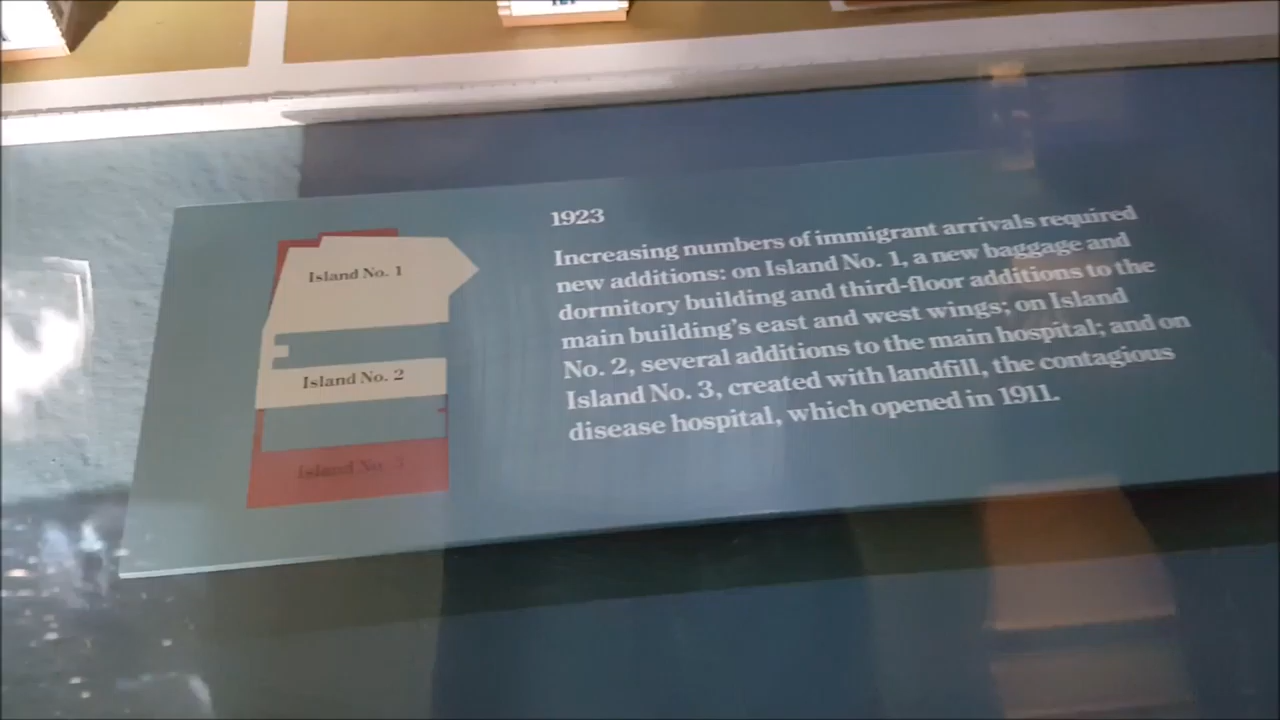 1923
Increasing numbers of immigrant arrivals required
new additions: on Island No. 1, a new baggage and
dormitory building and third-floor additions to the
main building's east and west wings; on Island
No. 2, several additions to the main hospital; and on
Island No. 3, created with landfill, the contagious
disease hospital, which opened in 1911.
Island No. 1
Island No. 2
Island No. 3